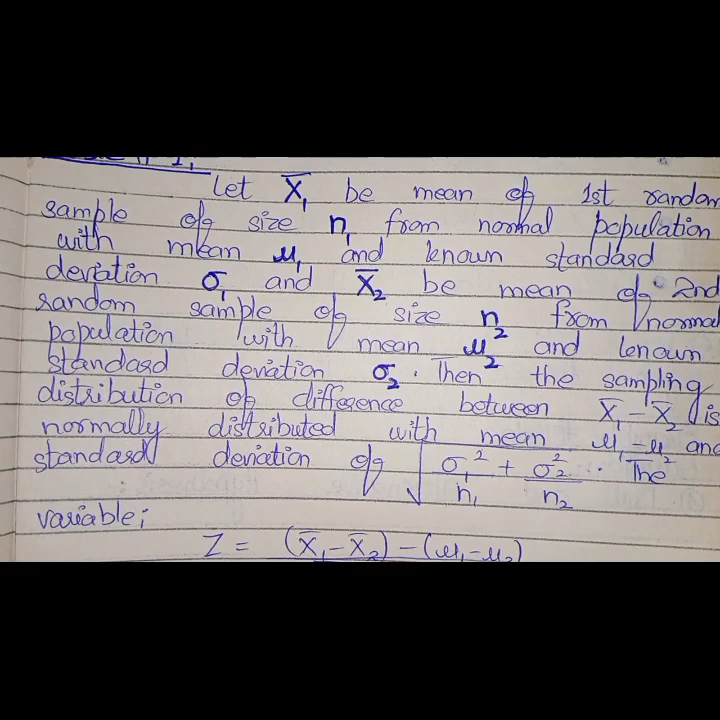 Let X̄₁ be mean of 1st random
sample of size n₁ from normal population
with mean μ₁ and known standard
deviation σ₁ and X̄₂ be mean of 2nd
random sample of size n₂ from normal
population with mean μ₂ and known
standard deviation σ₂. Then the sampling
distribution of difference between X̄₁ - X̄₂ is
normally distributed with mean μ₁ - μ₂ and
standard deviation of √(σ₁²/n₁ + σ₂²/n₂). The
variable;
Z = (X̄₁ - X̄₂) - (μ₁ - μ₂)